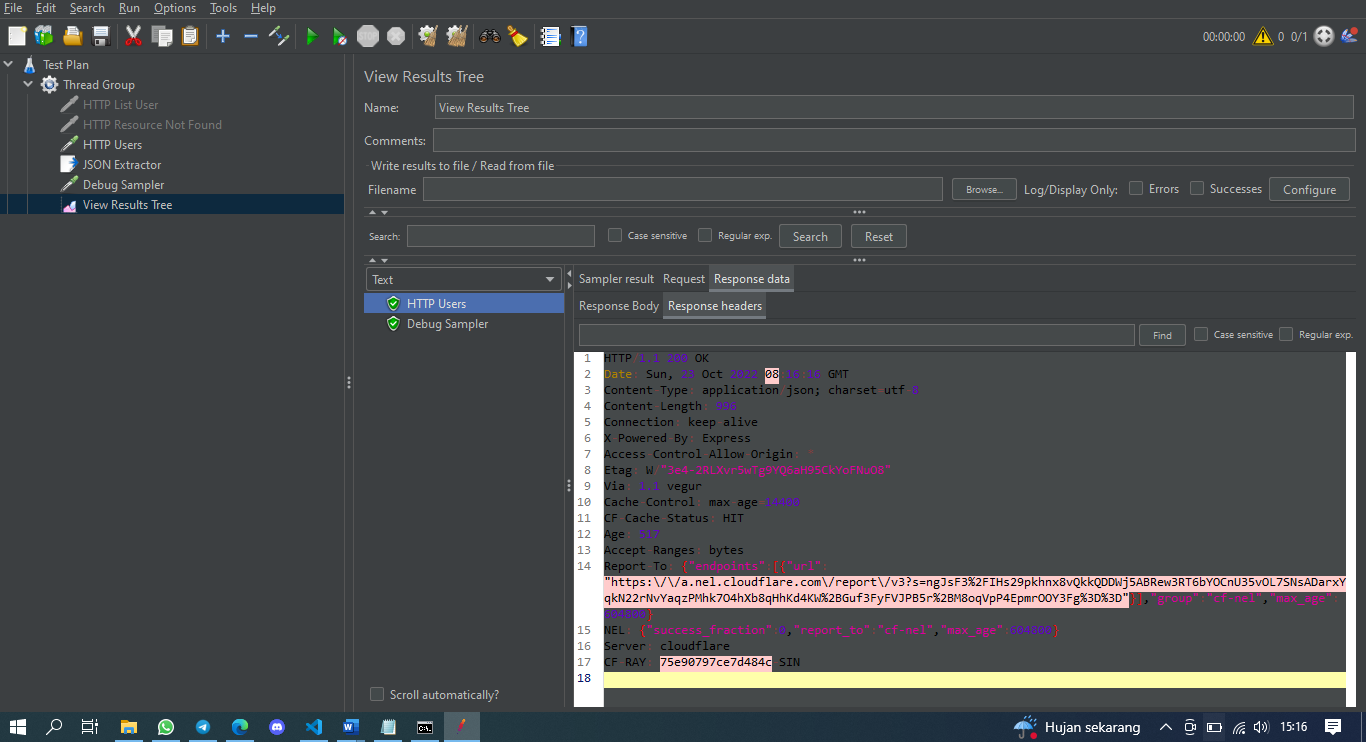 File Edit Search Run Options Tools Help
00:00:00 0 0/1
Test Plan
Thread Group
HTTP List User
HTTP Resource Not Found
HTTP Users
JSON Extractor
Debug Sampler
View Results Tree
View Results Tree
Name: View Results Tree
Comments:
Write results to file / Read from file
Filename Browse... Log/Display Only: Errors Successes Configure
Search: Case sensitive Regular exp. Search Reset
Text
HTTP Users
Debug Sampler
Scroll automatically?
Sampler result Request Response data
Response Body Response headers
Find Case sensitive Regular exp.
1 HTTP 1.1 200 OK
2 Date: Sun, 23 Oct 2022 08 16 16 GMT
3 Content Type: application json; charset utf 8
4 Content Length: 996
5 Connection: keep alive
6 X Powered By: Express
7 Access Control Allow Origin: *
8 Etag: W
9 Via: 1.1 vegur
10 Cache Control: max age 14400
11 CF Cache Status: HIT
12 Age: 517
13 Accept Ranges: bytes
14 Report To: {"endpoints":[{"url":
"https:\/\/a.nel.cloudflare.com\/report\/v3?s=ngJsF3%2FIHs29pkhnx8vQkkQDDWj5ABRew3RT6bYOCnU35vOL7SNsADarxY
qkN22rNvYaqzPMhk7O4hXb8qHhKd4KW%2BGuf3FyFVJPB5r%2BM8oqVpP4EpmrOOY3Fg%3D%3D"}],"group":"cf-nel","max_age":
604800}
15 NEL: {"success_fraction":0,"report_to":"cf-nel","max_age":604800}
16 Server: cloudflare
17 CF RAY: 75e90797ce7d484c SIN
18
Hujan sekarang 15:16